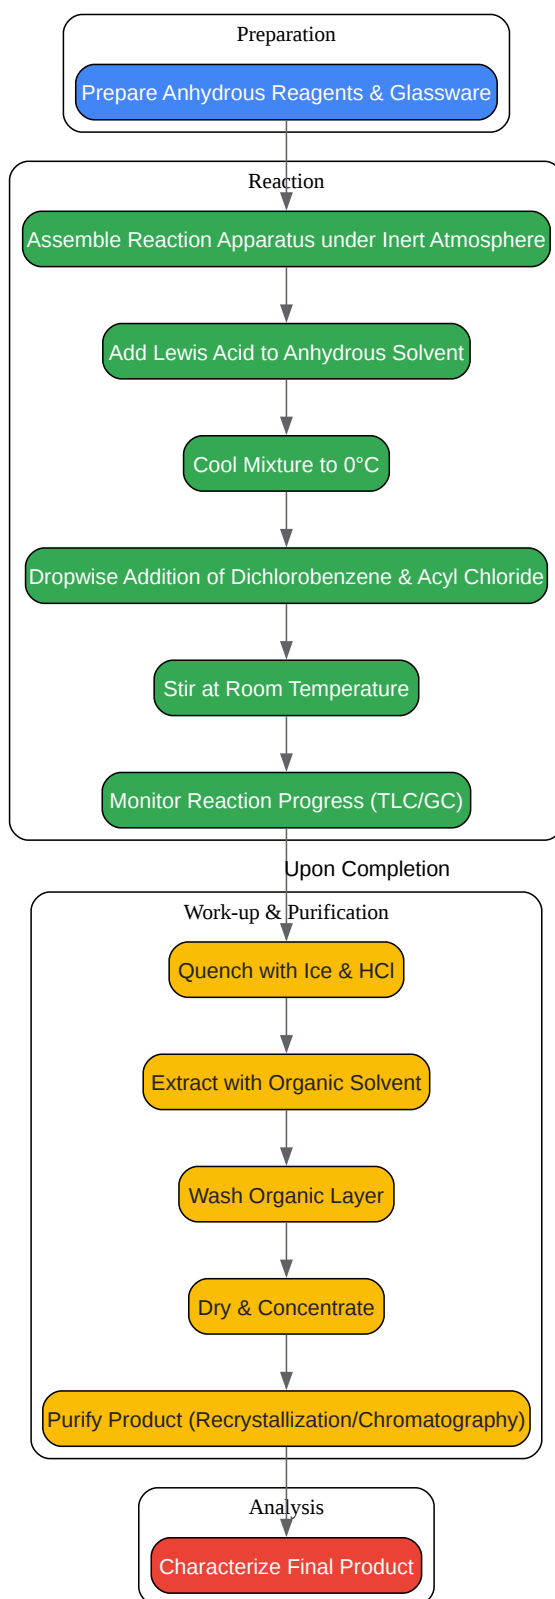 Preparation
Prepare Anhydrous Reagents & Glassware
Reaction
Assemble Reaction Apparatus under Inert Atmosphere
Add Lewis Acid to Anhydrous Solvent
Cool Mixture to 0°C
Dropwise Addition of Dichlorobenzene & Acyl Chloride
Stir at Room Temperature
Monitor Reaction Progress (TLC/GC)
Upon Completion
Work-up & Purification
Quench with Ice & HCl
Extract with Organic Solvent
Wash Organic Layer
Dry & Concentrate
Purify Product (Recrystallization/Chromatography)
Analysis
Characterize Final Product